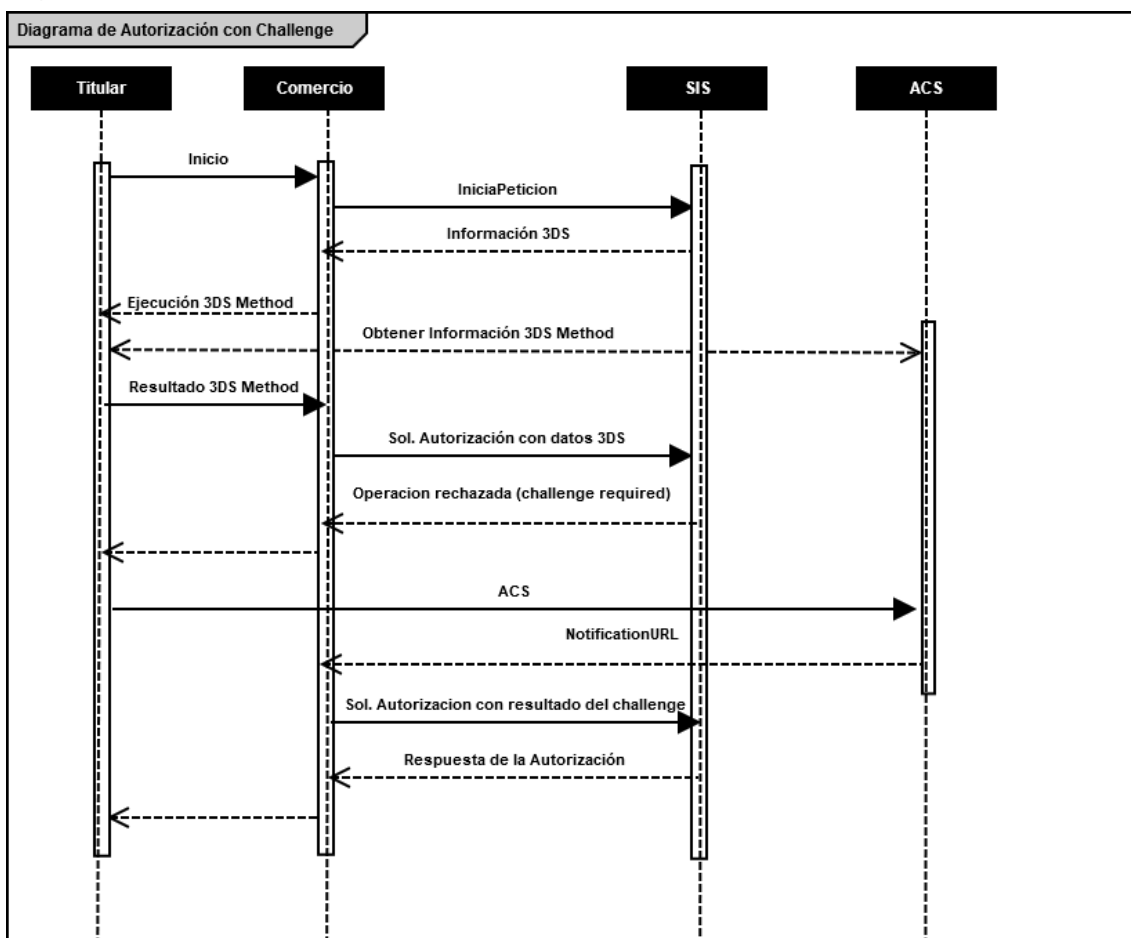 Diagrama de Autorización con Challenge
Titular
Comercio
SIS
ACS
Inicio
IniciaPeticion
Información 3DS
Ejecución 3DS Method
Obtener Información 3DS Method
Resultado 3DS Method
Sol. Autorización con datos 3DS
Operacion rechazada (challenge required)
ACS
NotificationURL
Sol. Autorizacion con resultado del challenge
Respuesta de la Autorización